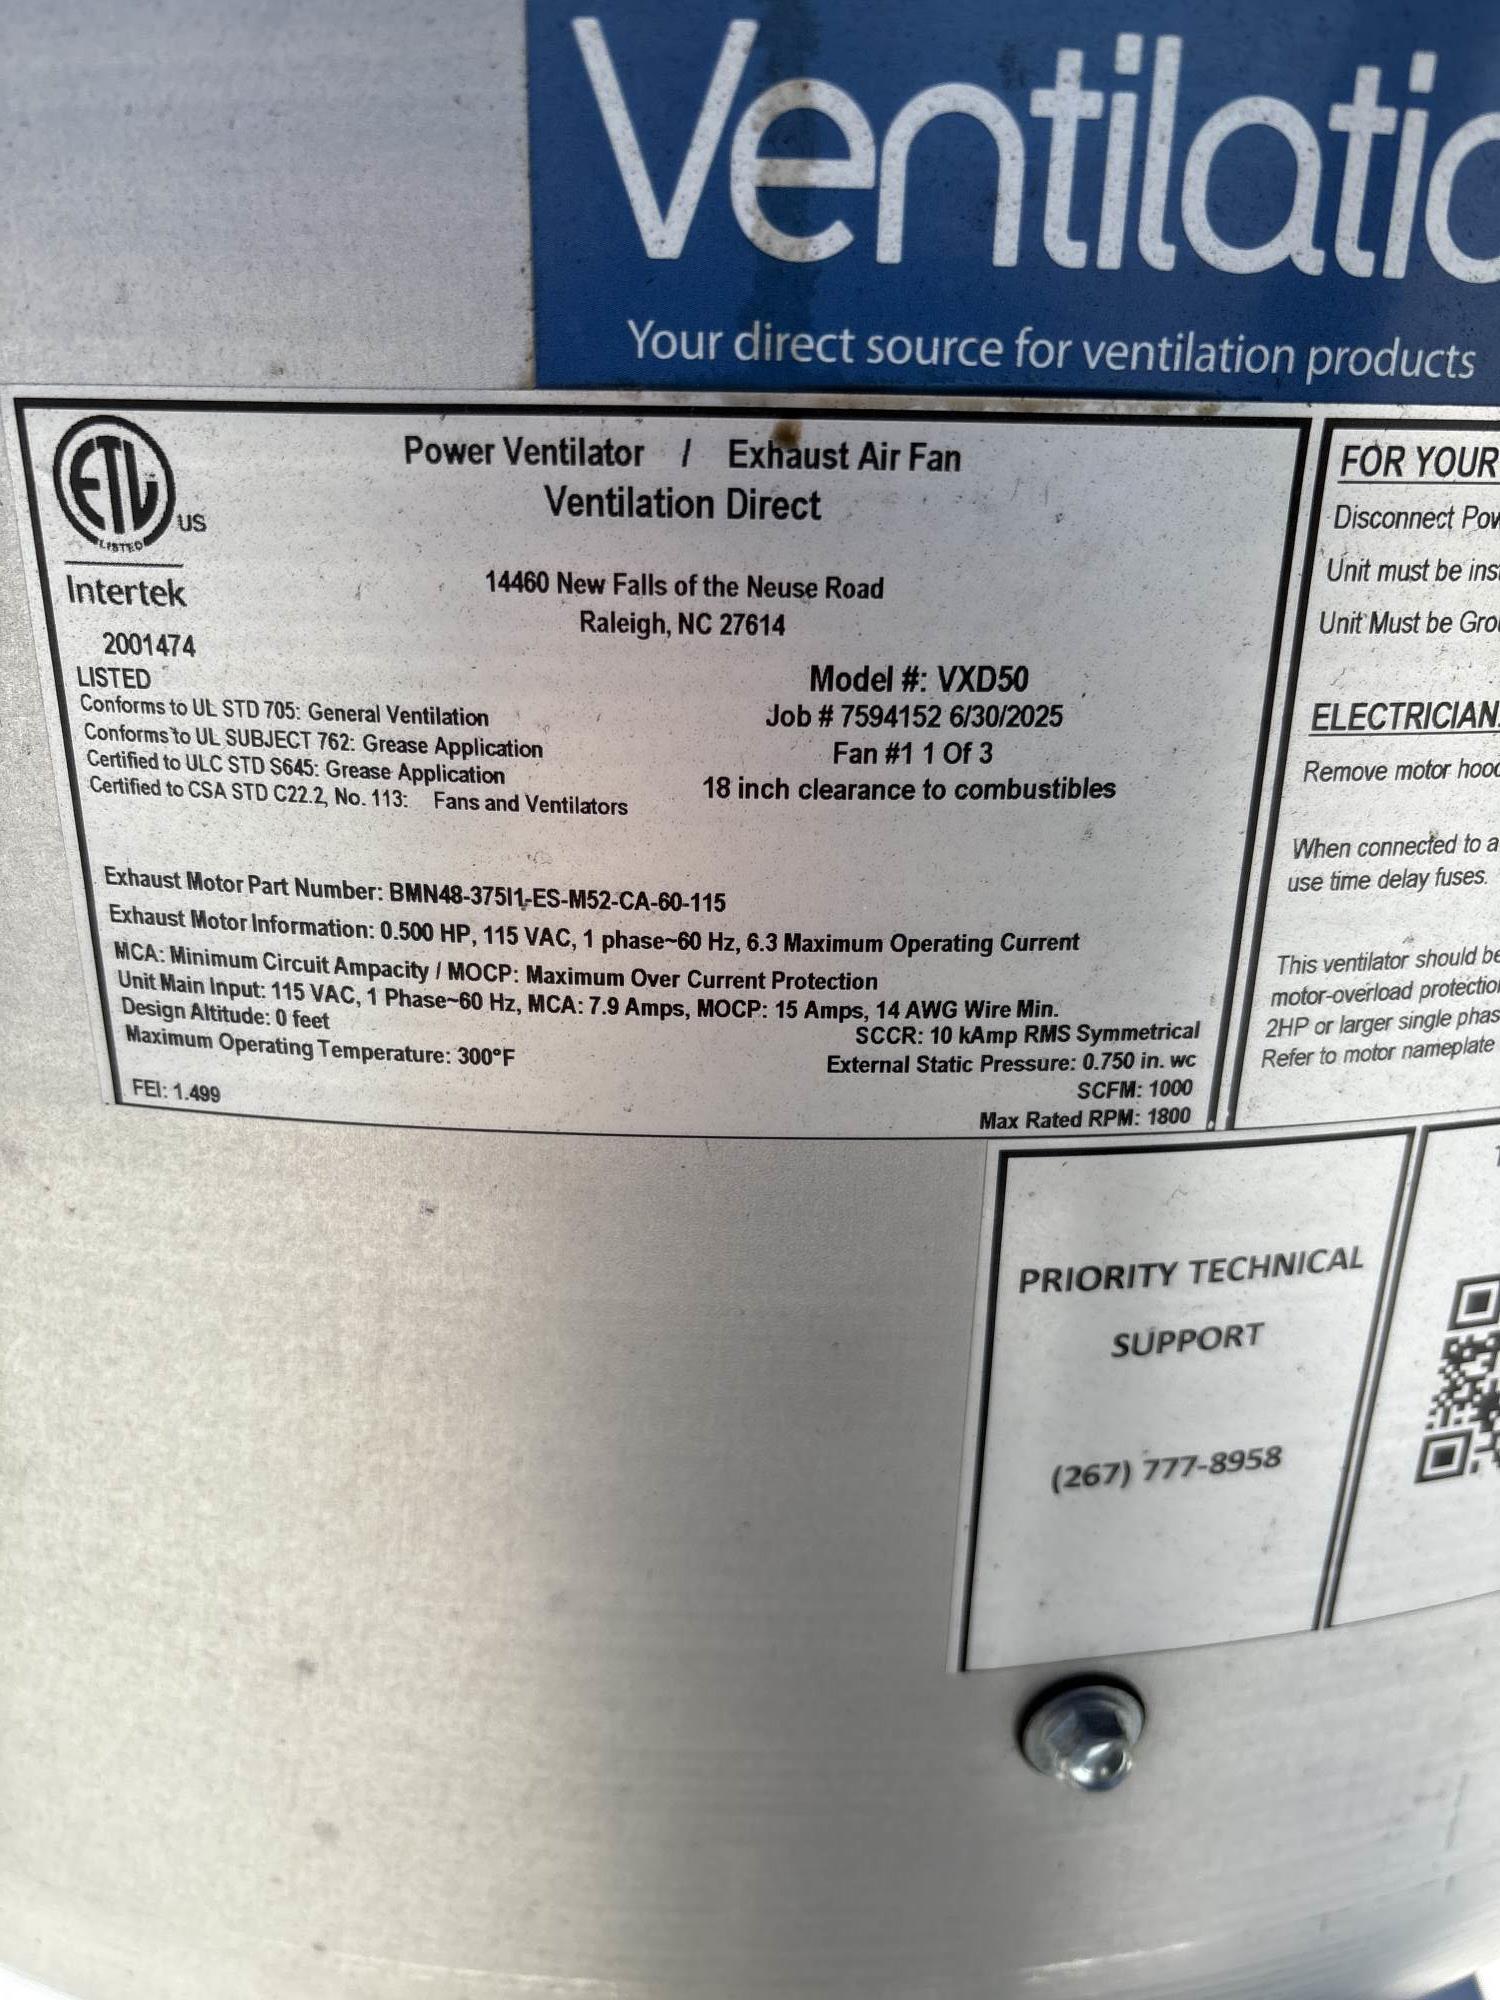 Ventilatio
Your direct source for ventilation products
ETL LISTED US
Intertek
2001474
LISTED
Conforms to UL STD 705: General Ventilation
Conforms to UL SUBJECT 762: Grease Application
Certified to ULC STD S645: Grease Application
Certified to CSA STD C22.2, No. 113: Fans and Ventilators
Power Ventilator / Exhaust Air Fan
Ventilation Direct
14460 New Falls of the Neuse Road
Raleigh, NC 27614
Model #: VXD50
Job # 7594152 6/30/2025
Fan #1 1 Of 3
18 inch clearance to combustibles
Exhaust Motor Part Number: BMN48-375I1-ES-M52-CA-60-115
Exhaust Motor Information: 0.500 HP, 115 VAC, 1 phase~60 Hz, 6.3 Maximum Operating Current
MCA: Minimum Circuit Ampacity / MOCP: Maximum Over Current Protection
Unit Main Input: 115 VAC, 1 Phase~60 Hz, MCA: 7.9 Amps, MOCP: 15 Amps, 14 AWG Wire Min.
Design Altitude: 0 feet
Maximum Operating Temperature: 300°F
FEI: 1.499
SCCR: 10 kAmp RMS Symmetrical
External Static Pressure: 0.750 in. wc
SCFM: 1000
Max Rated RPM: 1800
FOR YOUR
Disconnect Pow
Unit must be inst
Unit Must be Grou
ELECTRICIAN
Remove motor hood
When connected to a
use time delay fuses.
This ventilator should be
motor-overload protection
2HP or larger single phas
Refer to motor nameplate
PRIORITY TECHNICAL
SUPPORT
(267) 777-8958